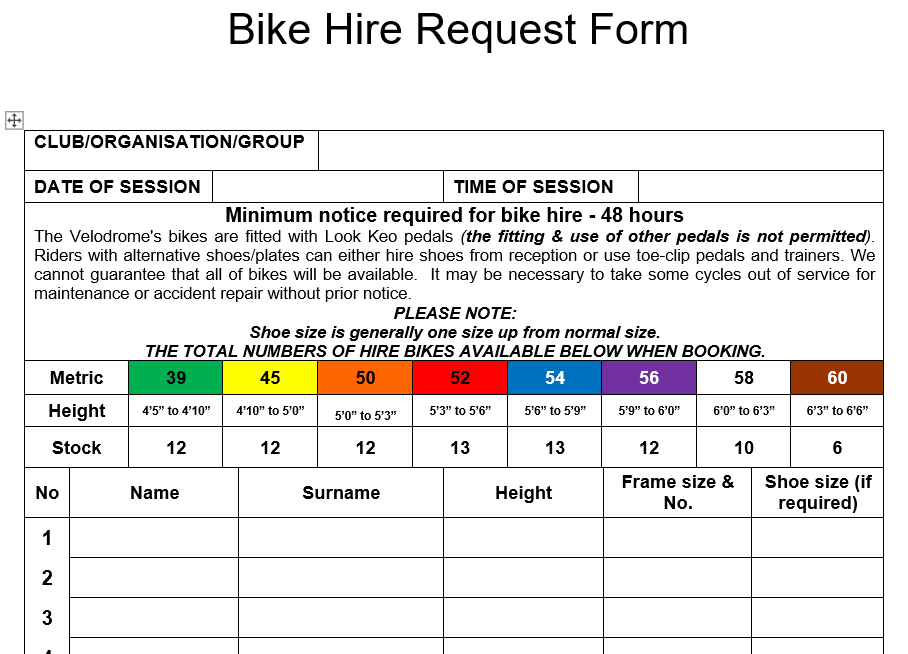 Bike Hire Request Form
CLUB/ORGANISATION/GROUP
DATE OF SESSION TIME OF SESSION
Minimum notice required for bike hire - 48 hours
The Velodrome's bikes are fitted with Look Keo pedals (the fitting & use of other pedals is not permitted).
Riders with alternative shoes/plates can either hire shoes from reception or use toe-clip pedals and trainers. We
cannot guarantee that all of bikes will be available. It may be necessary to take some cycles out of service for
maintenance or accident repair without prior notice.
PLEASE NOTE:
Shoe size is generally one size up from normal size.
THE TOTAL NUMBERS OF HIRE BIKES AVAILABLE BELOW WHEN BOOKING.
Metric 39 45 50 52 54 56 58 60
Height 4’5” to 4’10” 4’10” to 5’0” 5’0” to 5’3” 5’3” to 5’6” 5’6” to 5’9” 5’9” to 6’0” 6’0” to 6’3” 6’3” to 6’6”
Stock 12 12 12 13 13 12 10 6
No Name Surname Height Frame size & No. Shoe size (if required)
1
2
3